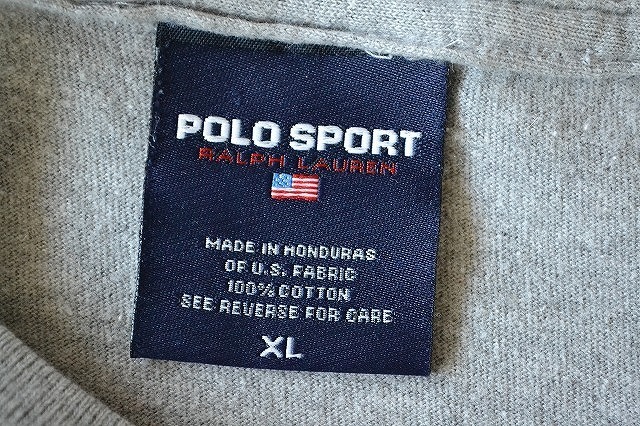 POLO SPORT
RALPH LAUREN
MADE IN HONDURAS
OF U.S. FABRIC
100% COTTON
SEE REVERSE FOR CARE
XL